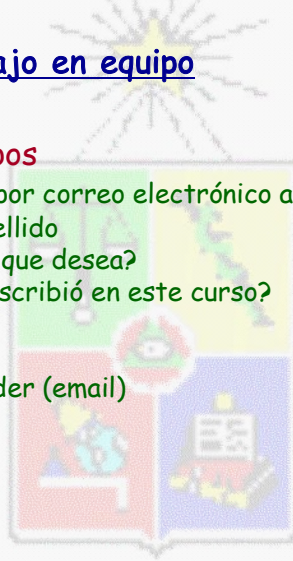 ajo en equipo
pos
por correo electrónico a
ellido
que desea?
scribió en este curso?
der (email)